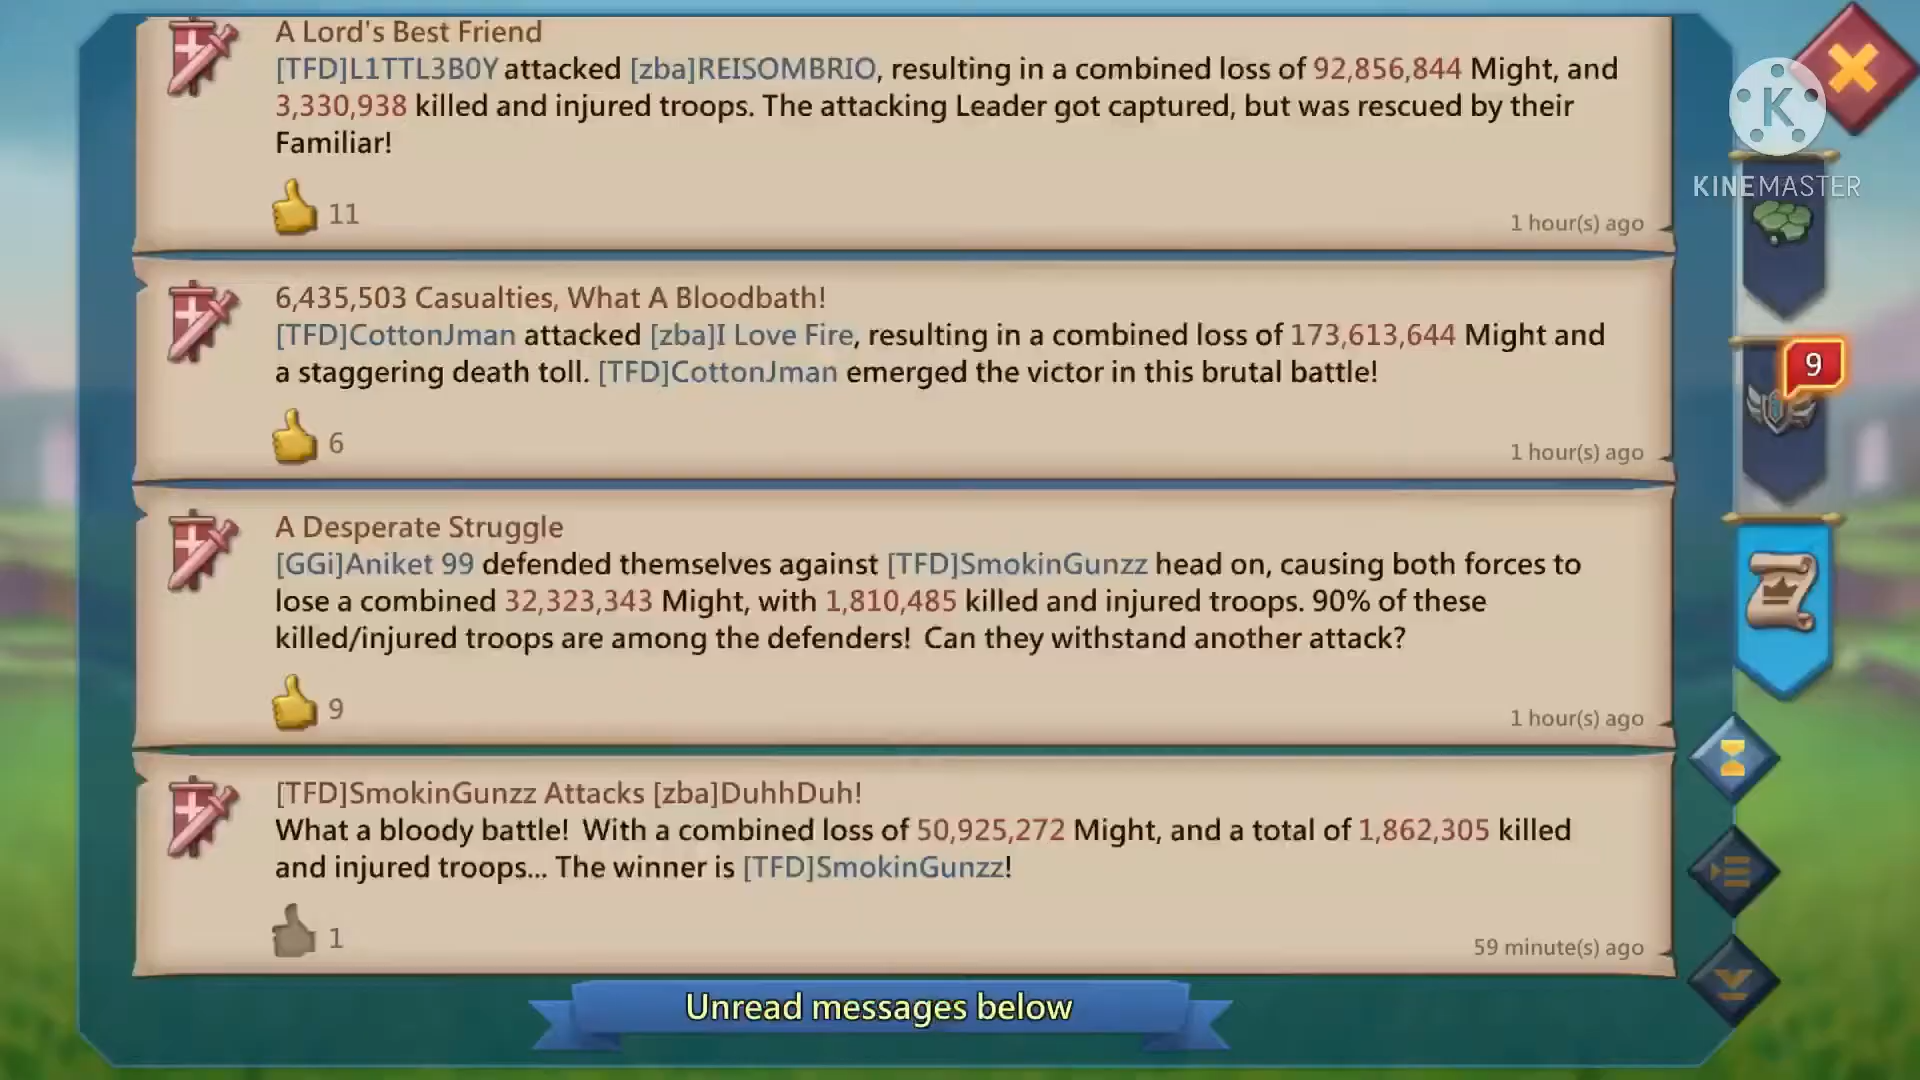 A Lord's Best Friend
[TFD]L1TTL3B0Y attacked [zba]REISOMBRIO, resulting in a combined loss of 92,856,844 Might, and
3,330,938 killed and injured troops. The attacking Leader got captured, but was rescued by their
Familiar!
11
1 hour(s) ago
K
KINEMASTER
6,435,503 Casualties, What A Bloodbath!
[TFD]CottonJman attacked [zba]I Love Fire, resulting in a combined loss of 173,613,644 Might and
a staggering death toll. [TFD]CottonJman emerged the victor in this brutal battle!
6
1 hour(s) ago
9
A Desperate Struggle
[GGi]Aniket 99 defended themselves against [TFD]SmokinGunzz head on, causing both forces to
lose a combined 32,323,343 Might, with 1,810,485 killed and injured troops. 90% of these
killed/injured troops are among the defenders! Can they withstand another attack?
9
1 hour(s) ago
[TFD]SmokinGunzz Attacks [zba]DuhhDuh!
What a bloody battle! With a combined loss of 50,925,272 Might, and a total of 1,862,305 killed
and injured troops... The winner is [TFD]SmokinGunzz!
1
59 minute(s) ago
Unread messages below